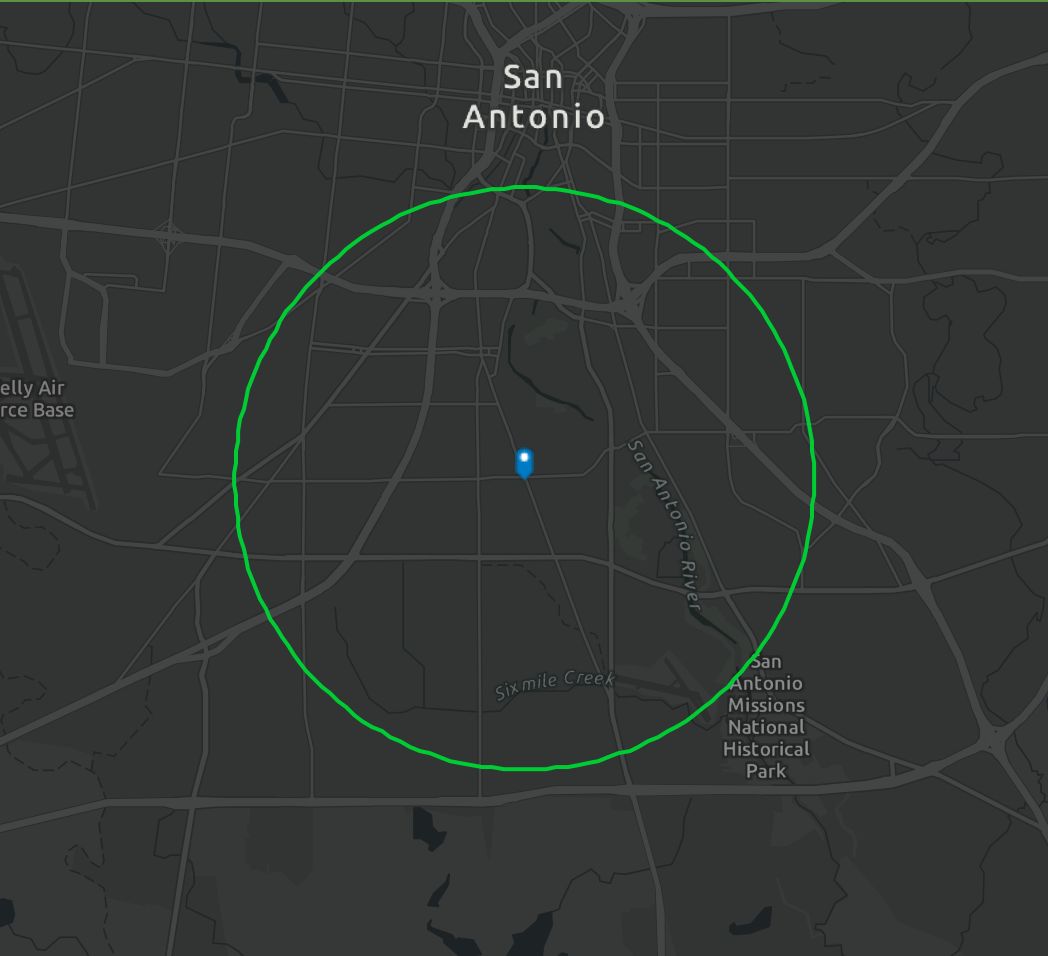 San
Antonio
elly Air
rce Base
San Antonio River
Sixmile Creek
San
Antonio
Missions
National
Historical
Park